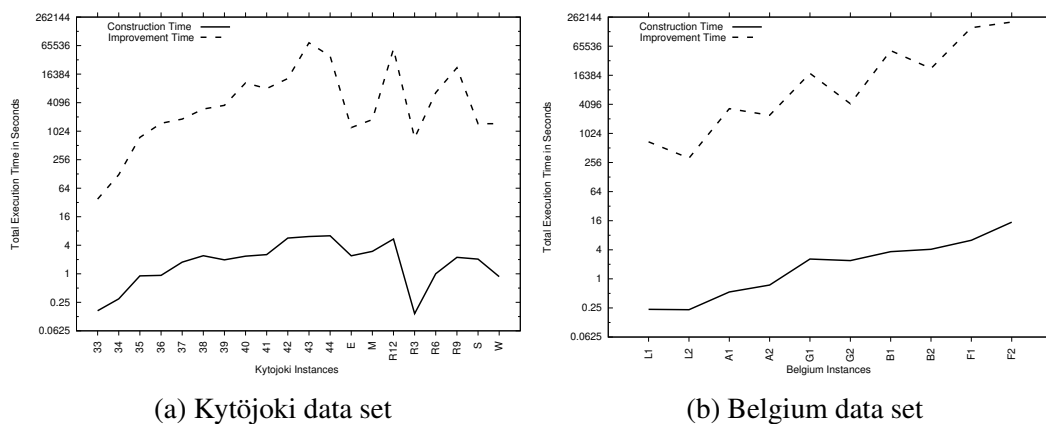 262144
65536
16384
4096
1024
256
64
16
4
1
0.25
0.0625
Total Execution Time in Seconds
Construction Time
Improvement Time
33 34 35 36 37 38 39 40 41 42 43 44 E M R12 R3 R6 R9 S W
Kytojoki Instances
(a) Kytöjoki data set
262144
65536
16384
4096
1024
256
64
16
4
1
0.25
0.0625
Total Execution Time in Seconds
Construction Time
Improvement Time
L1 L2 A1 A2 G1 G2 B1 B2 F1 F2
Belgium Instances
(b) Belgium data set